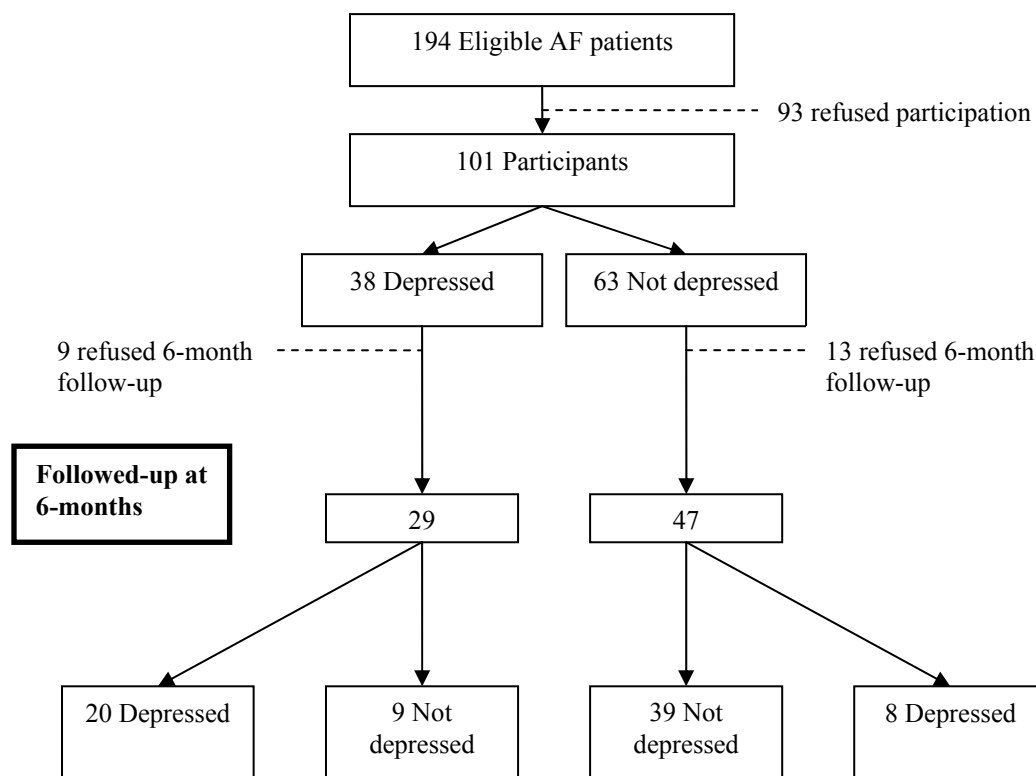 194 Eligible AF patients
93 refused participation
101 Participants
38 Depressed
63 Not depressed
9 refused 6-month
follow-up
13 refused 6-month
follow-up
Followed-up at
6-months
29
47
20 Depressed
9 Not
depressed
39 Not
depressed
8 Depressed